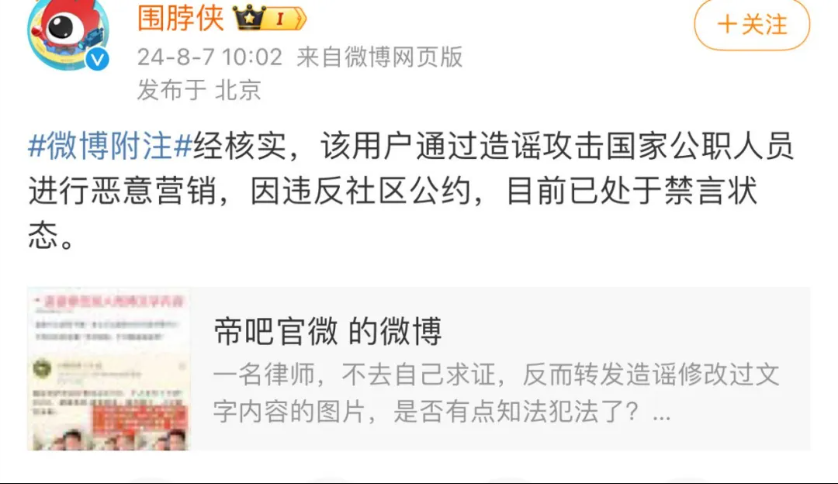 围脖侠
I
+关注
24-8-7 10:02 来自微博网页版
发布于 北京
#微博附注#经核实，该用户通过造谣攻击国家公职人员
进行恶意营销，因违反社区公约，目前已处于禁言状
态。
帝吧官微 的微博
一名律师，不去自己求证，反而转发造谣修改过文
字内容的图片，是否有点知法犯法了？...